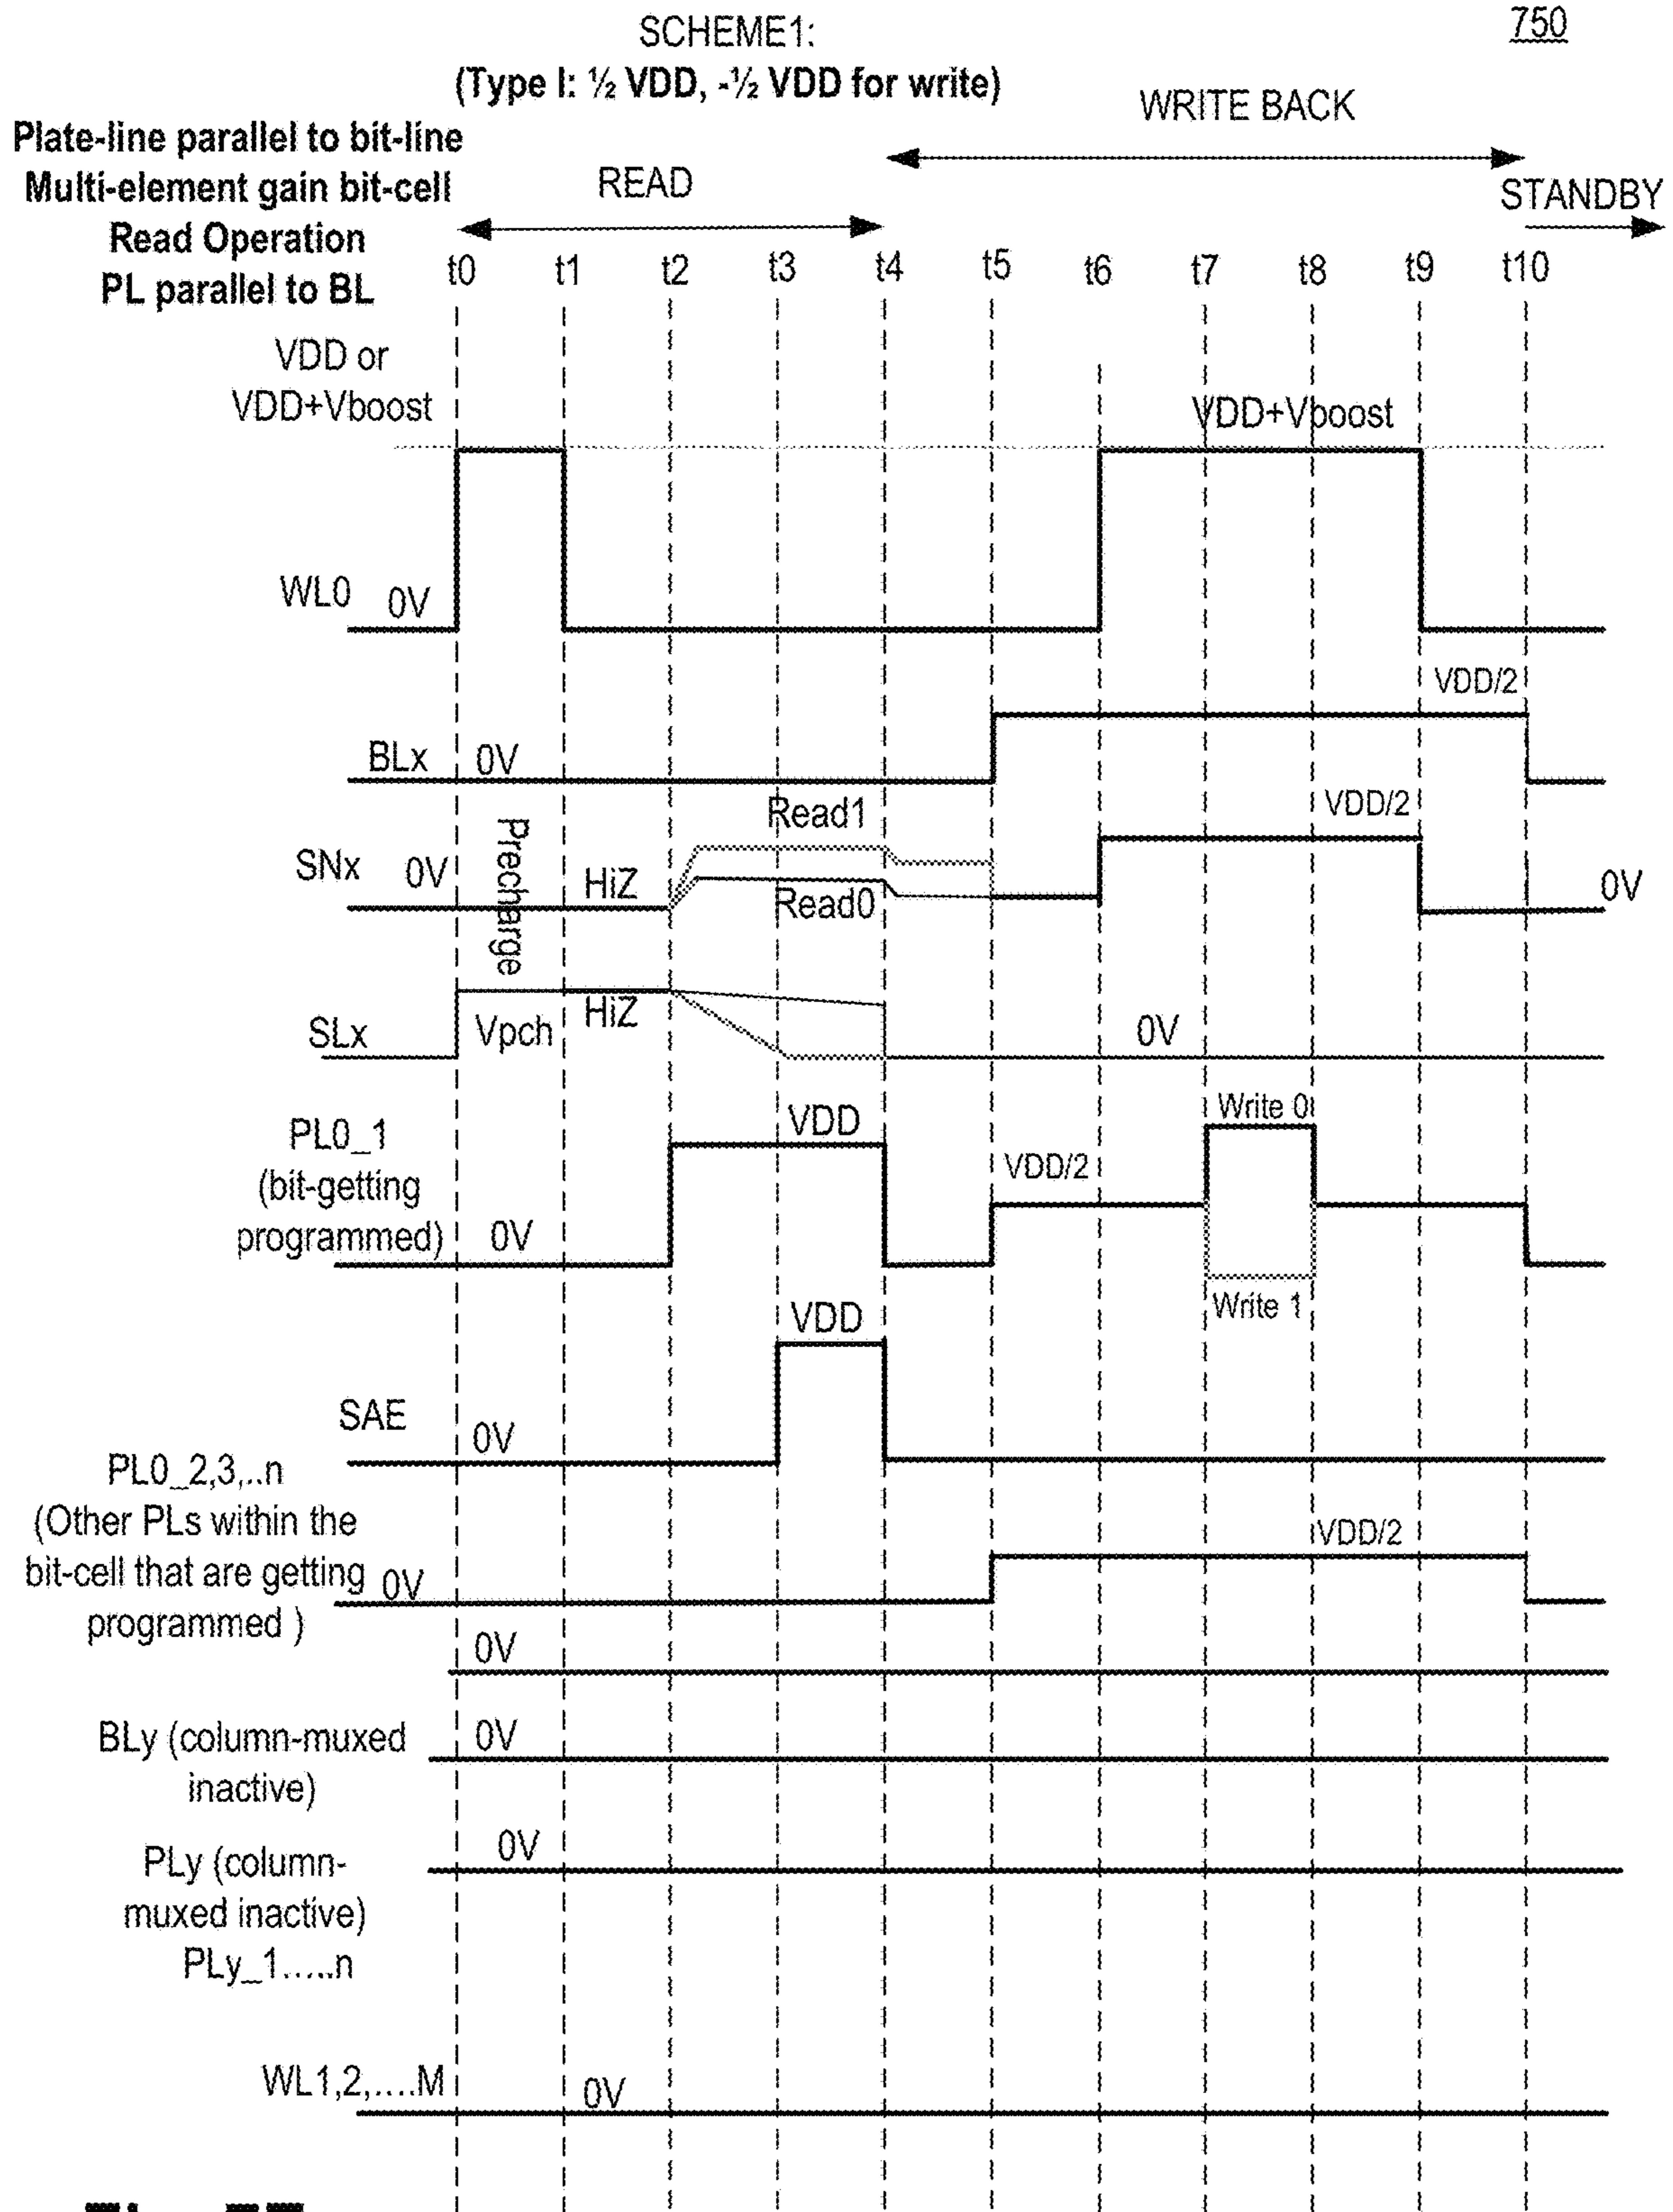 SCHEME1:
750
(Type I: ½ VDD, -½ VDD for write)
WRITE BACK
Plate-line parallel to bit-line
Multi-element gain bit-cell
READ
STANDBY
Read Operation
PL parallel to BL
t0 t1 t2 t3 t4 t5 t6 t7 t8 t9 t10
VDD or
VDD+Vboost
VDD+Vboost
WL0 0V
VDD/2
BLx 0V
Precharge
Read1
VDD/2
SNx 0V
HiZ
Read0
0V
SLx
Vpch
HiZ
0V
PL0_1
(bit-getting
programmed)
0V
VDD
VDD/2
Write 0
Write 1
VDD
SAE
0V
PL0_2,3,..n
(Other PLs within the
bit-cell that are getting
programmed )
0V
VDD/2
0V
BLy (column-muxed
inactive)
0V
PLy (column-
muxed inactive)
PLy_1.....n
0V
WL1,2,....M
0V